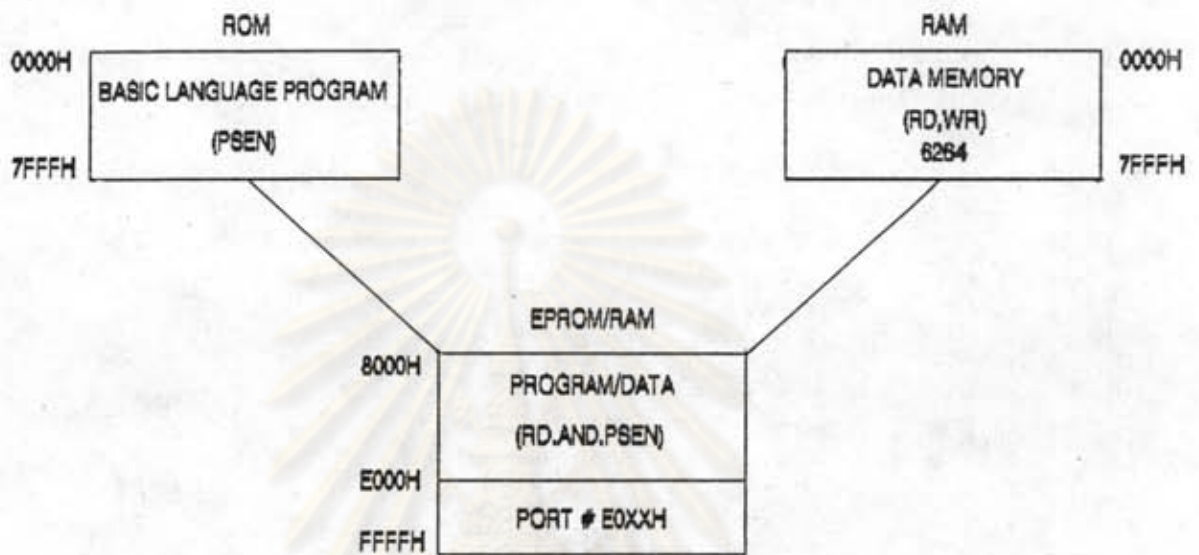 ROM
0000H
BASIC LANGUAGE PROGRAM
(PSEN)
7FFFH
RAM
0000H
DATA MEMORY
(RD,WR)
6264
7FFFH
EPROM/RAM
8000H
PROGRAM/DATA
(RD.AND.PSEN)
E000H
PORT # E0XXH
FFFFH